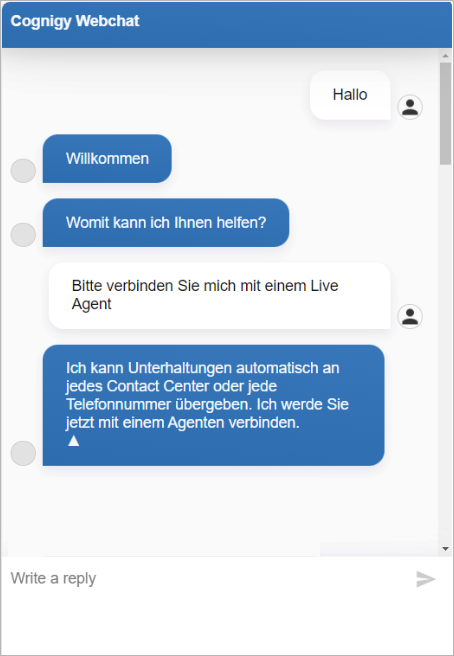 Cognigy Webchat
Hallo
Willkommen
Womit kann ich Ihnen helfen?
Bitte verbinden Sie mich mit einem Live
Agent
Ich kann Unterhaltungen automatisch an
jedes Contact Center oder jede
Telefonnummer übergeben. Ich werde Sie
jetzt mit einem Agenten verbinden.
▲
Write a reply